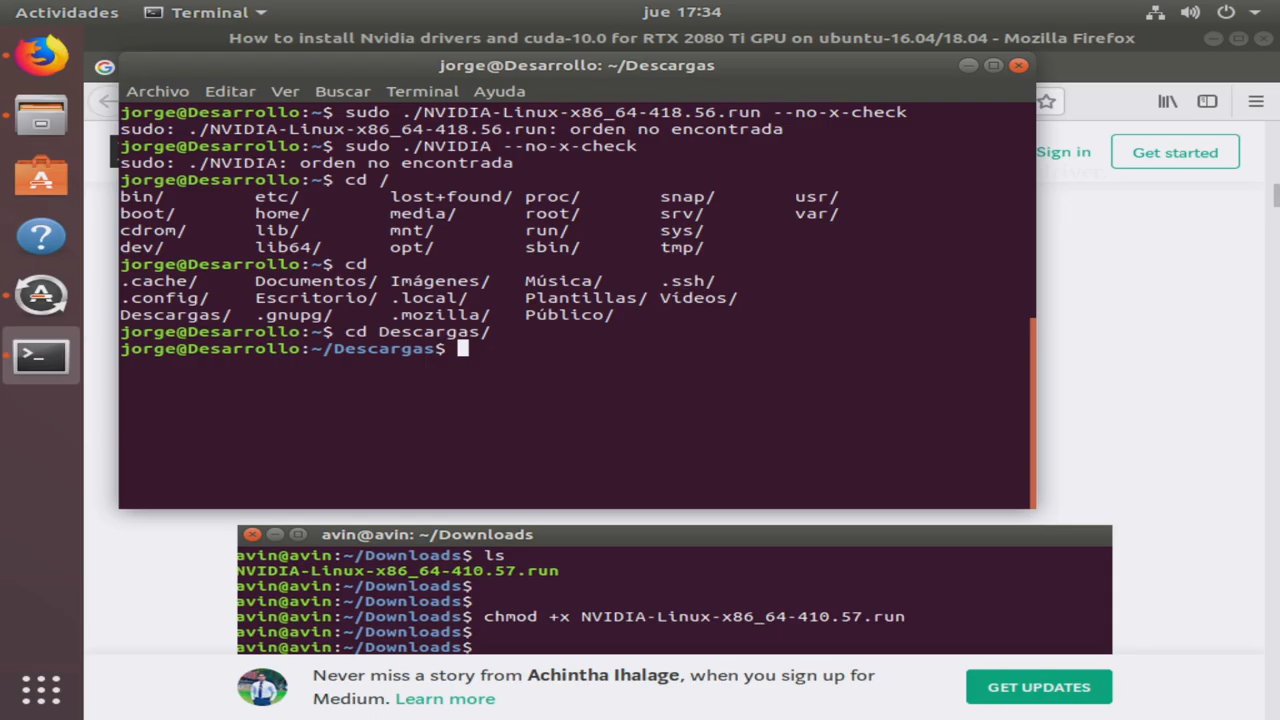 Actividades Terminal jue 17:34
How to install Nvidia drivers and cuda-10.0 for RTX 2080 Ti GPU on ubuntu-16.04/18.04 - Mozilla Firefox
jorge@Desarrollo: ~/Descargas
Archivo Editar Ver Buscar Terminal Ayuda
jorge@Desarrollo:~$ sudo ./NVIDIA-Linux-x86_64-418.56.run --no-x-check
sudo: ./NVIDIA-Linux-x86_64-418.56.run: orden no encontrada
jorge@Desarrollo:~$ sudo ./NVIDIA --no-x-check
sudo: ./NVIDIA: orden no encontrada
jorge@Desarrollo:~$ cd /
bin/ etc/ lost+found/ proc/ snap/ usr/
boot/ home/ media/ root/ srv/ var/
cdrom/ lib/ mnt/ run/ sys/
dev/ lib64/ opt/ sbin/ tmp/
jorge@Desarrollo:~$ cd
.cache/ Documentos/ Imágenes/ Música/ .ssh/
.config/ Escritorio/ .local/ Plantillas/ Vídeos/
Descargas/ .gnupg/ .mozilla/ Público/
jorge@Desarrollo:~$ cd Descargas/
jorge@Desarrollo:~/Descargas$
Sign in Get started
avin@avin: ~/Downloads
avin@avin:~/Downloads$ ls
NVIDIA-Linux-x86_64-410.57.run
avin@avin:~/Downloads$
avin@avin:~/Downloads$
avin@avin:~/Downloads$ chmod +x NVIDIA-Linux-x86_64-410.57.run
avin@avin:~/Downloads$
avin@avin:~/Downloads$
Never miss a story from Achintha Ihalage, when you sign up for
Medium. Learn more
GET UPDATES